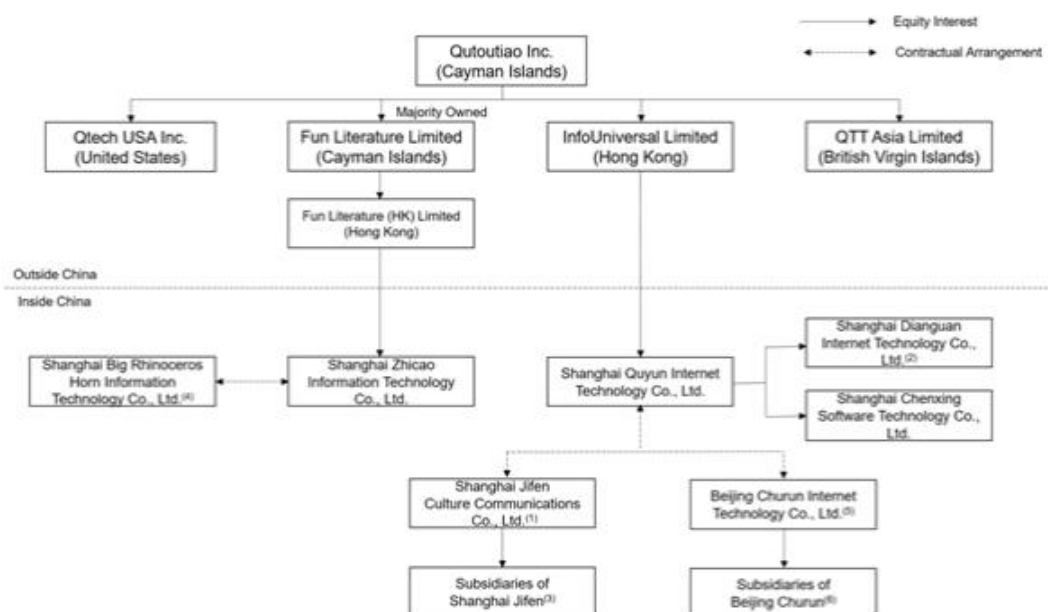 Equity Interest
Contractual Arrangement
Qutoutiao Inc.
(Cayman Islands)
Majority Owned
Qtech USA Inc.
(United States)
Fun Literature Limited
(Cayman Islands)
InfoUniversal Limited
(Hong Kong)
QTT Asia Limited
(British Virgin Islands)
Fun Literature (HK) Limited
(Hong Kong)
Outside China
Inside China
Shanghai Big Rhinoceros
Horn Information
Technology Co., Ltd.(4)
Shanghai Zhicao
Information Technology
Co., Ltd.
Shanghai Quyun Internet
Technology Co., Ltd.
Shanghai Dianguan
Internet Technology Co.,
Ltd.(2)
Shanghai Chenxing
Software Technology Co.,
Ltd.
Shanghai Jifen
Culture Communications
Co., Ltd.(1)
Beijing Churun Internet
Technology Co., Ltd.(5)
Subsidiaries of
Shanghai Jifen(3)
Subsidiaries of
Beijing Churun(6)